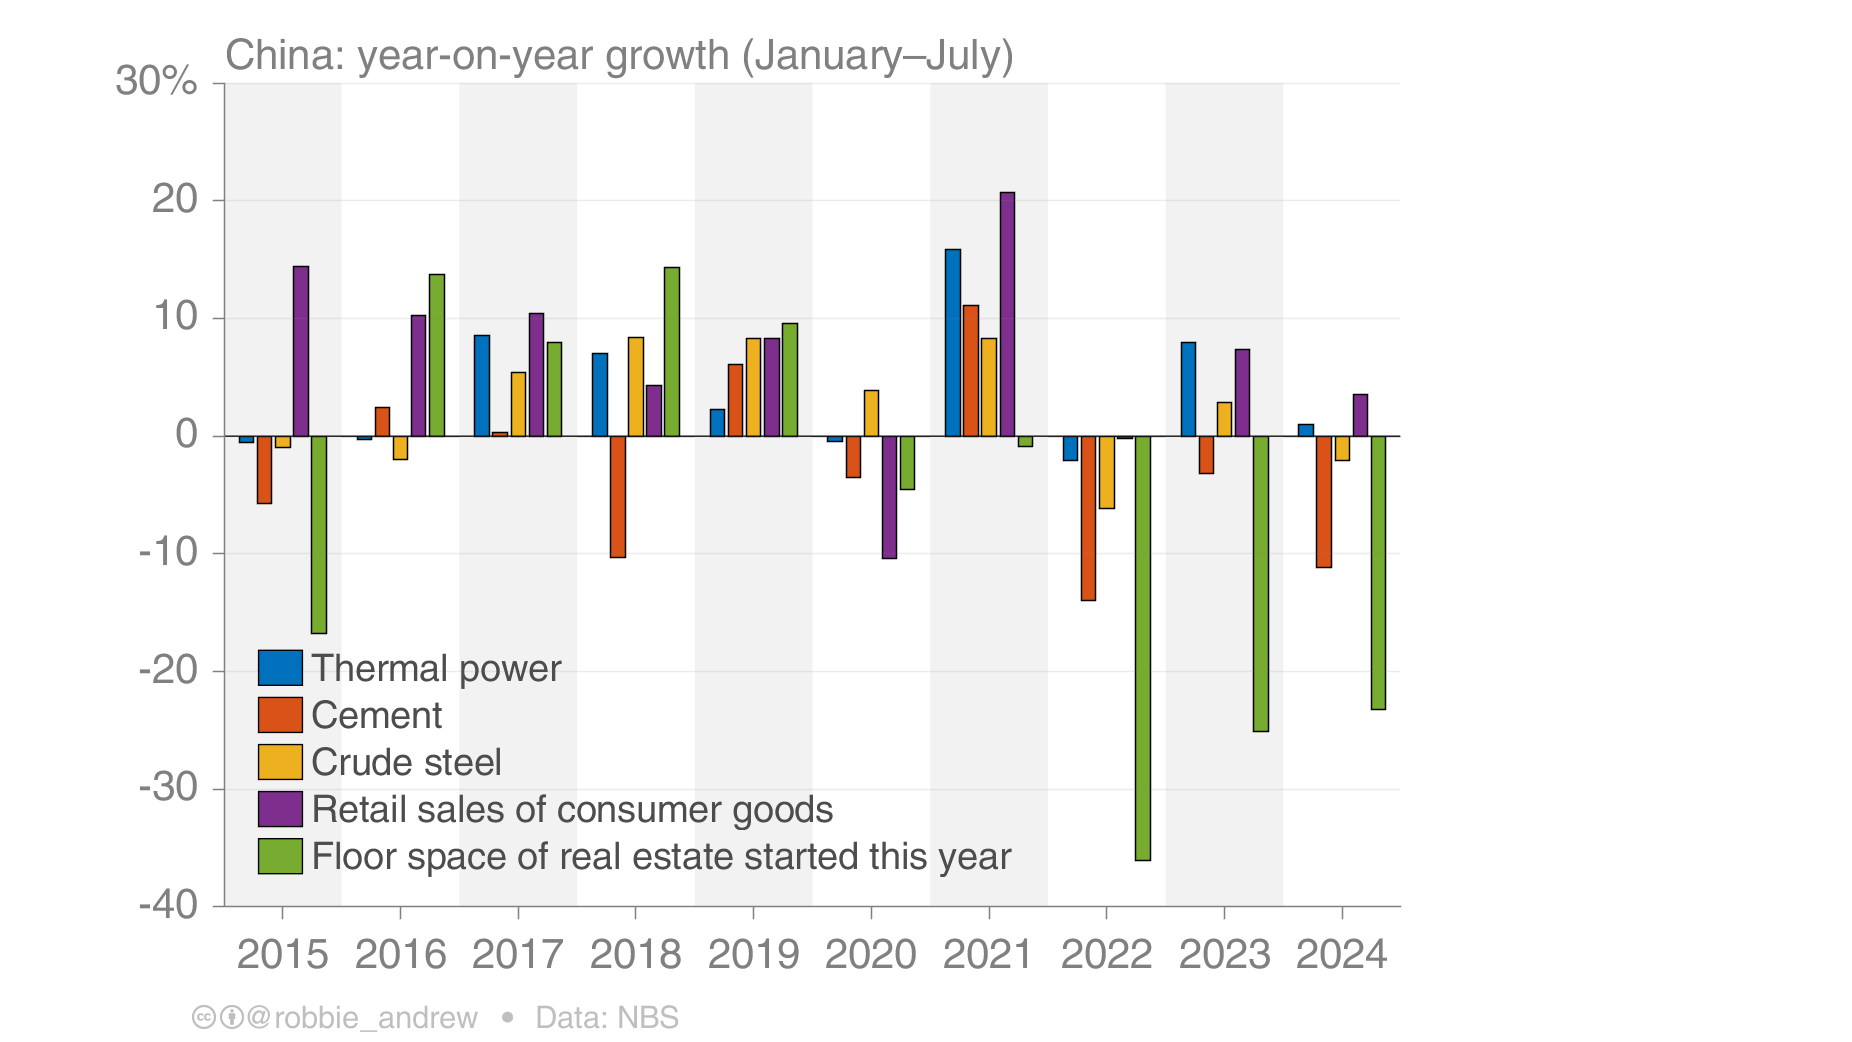 China: year-on-year growth (January–July)
30%
20
10
0
-10
-20
-30
-40
Thermal power
Cement
Crude steel
Retail sales of consumer goods
Floor space of real estate started this year
2015 2016 2017 2018 2019 2020 2021 2022 2023 2024
cc @robbie_andrew • Data: NBS